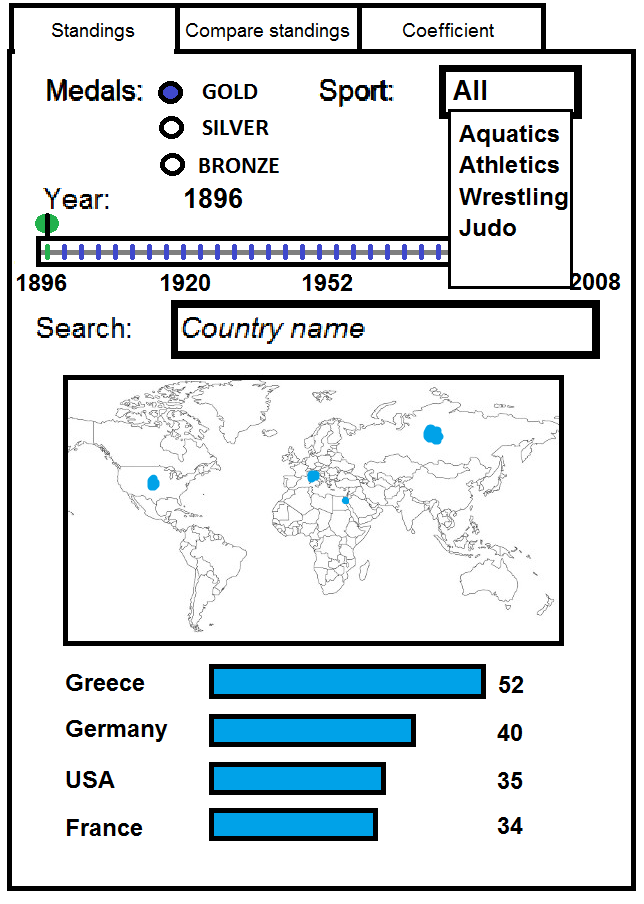 Standings Compare standings Coefficient
Medals: GOLD Sport: All
SILVER Aquatics
BRONZE Athletics
Year: 1896 Wrestling
Judo
1896 1920 1952 2008
Search: Country name
Greece 52
Germany 40
USA 35
France 34